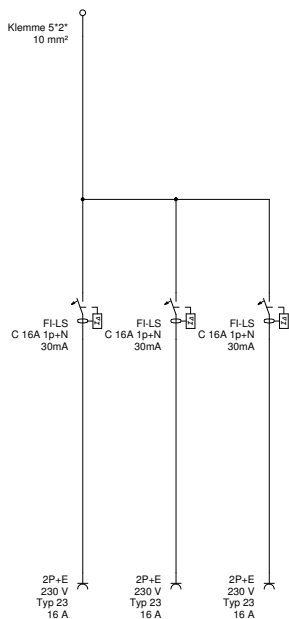 Klemme 5*2*
10 mm²
FI-LS
C 16A 1p+N
30mA
FI-LS
C 16A 1p+N
30mA
FI-LS
C 16A 1p+N
30mA
2P+E
230 V
Typ 23
16 A
2P+E
230 V
Typ 23
16 A
2P+E
230 V
Typ 23
16 A